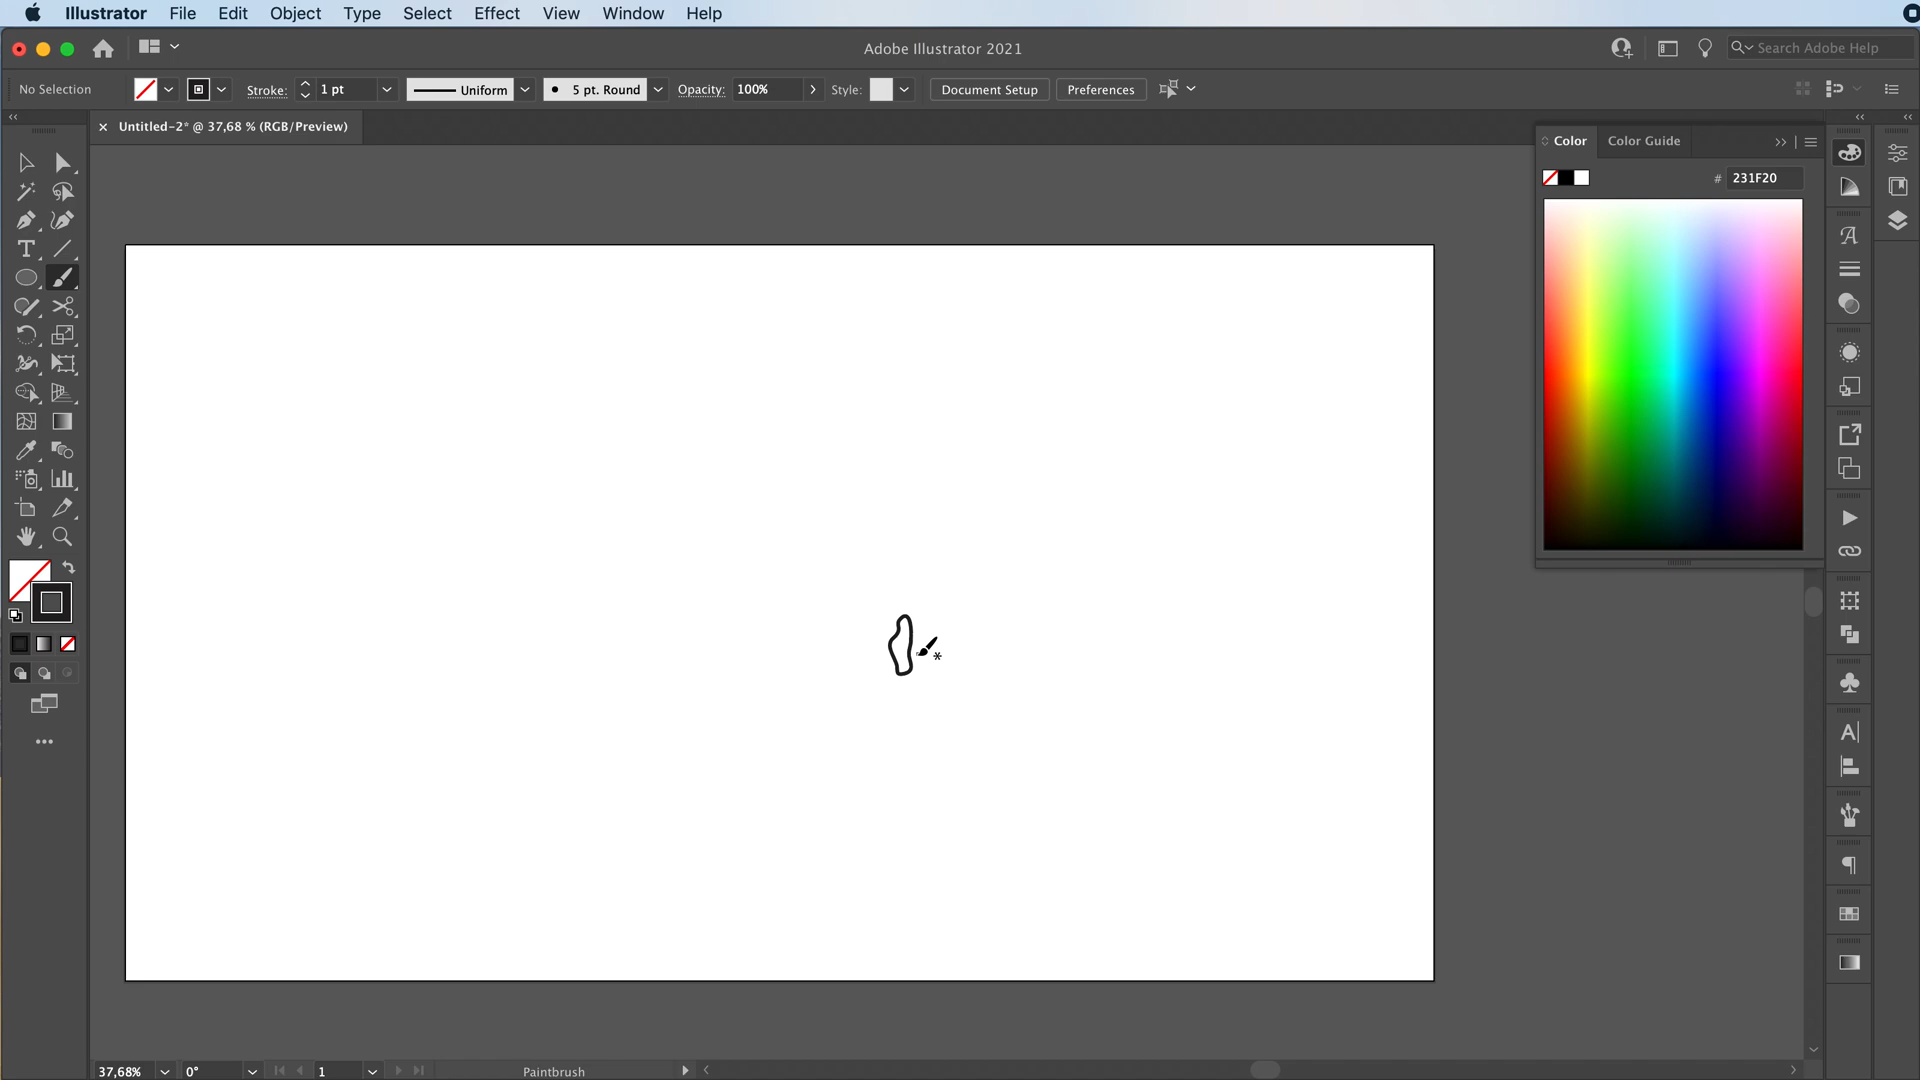 Illustrator File Edit Object Type Select Effect View Window Help
Adobe Illustrator 2021
Search Adobe Help
No Selection Stroke: 1 pt Uniform 5 pt. Round Opacity: 100% Style: Document Setup Preferences
Untitled-2* @ 37,68 % (RGB/Preview)
Color Color Guide
# 231F20
37,68% 0° 1 Paintbrush